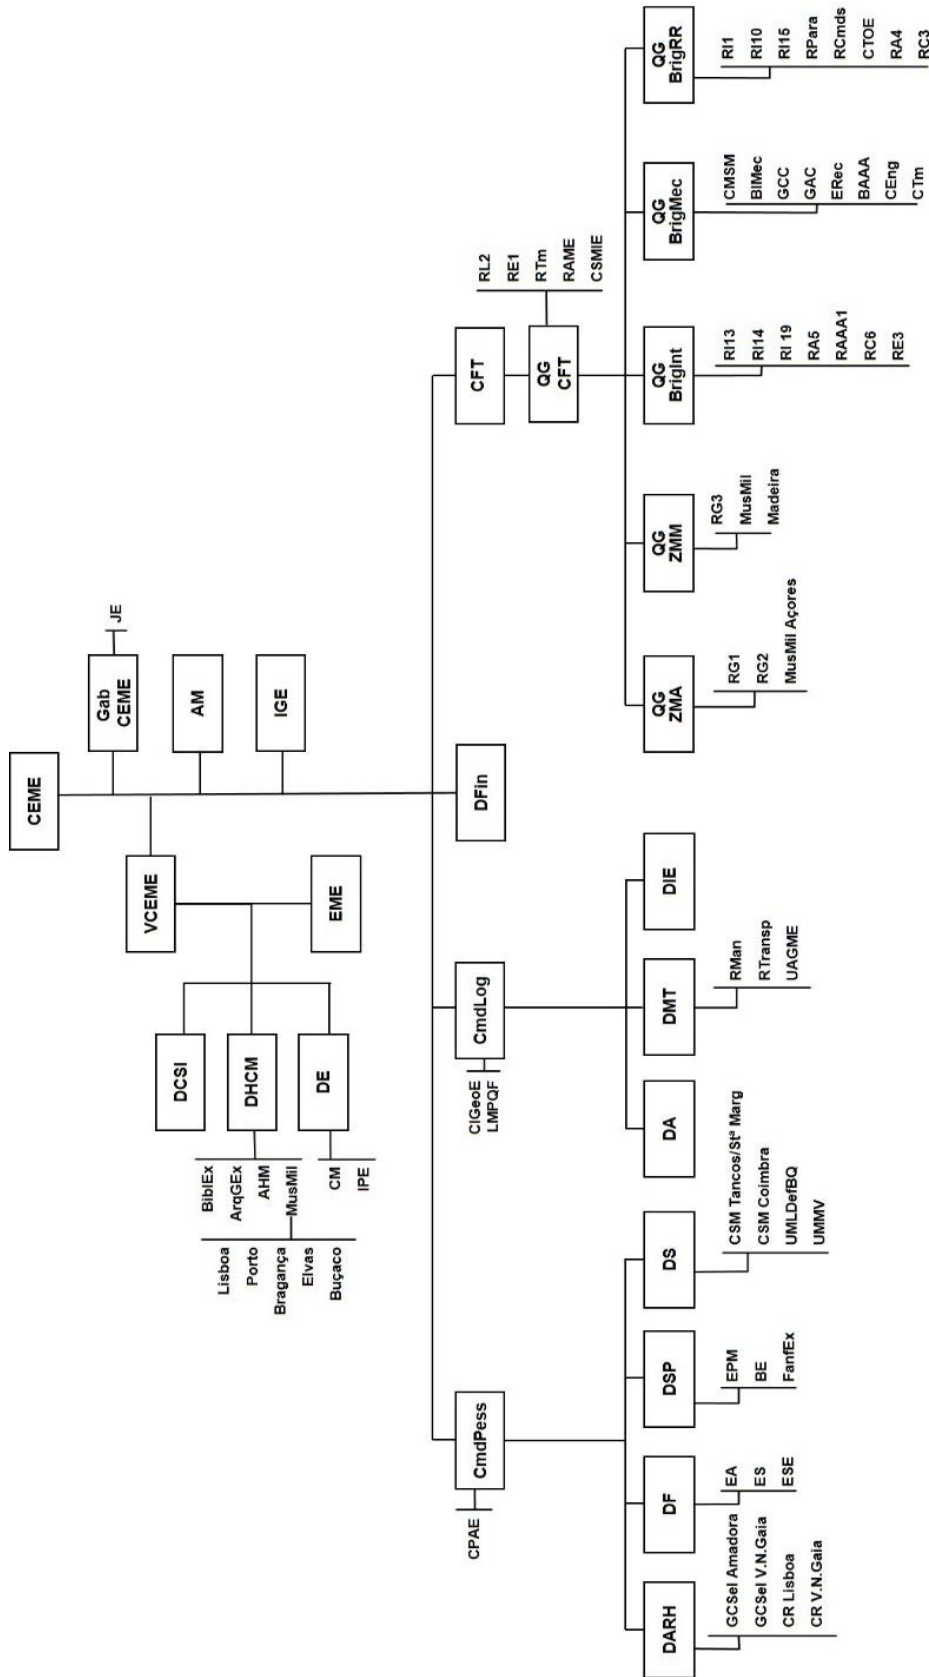 CEME
Gab
CEME
JE
AM
IGE
VCEME
EME
DCSI
DHCM
DE
BiblEx
ArqGEx
AHM
MusMil
Lisboa
Porto
Bragança
Elvas
Buçaco
CM
IPE
CmdPess
CPAE
CmdLog
CIGeoE
LMPQF
DFin
CFT
QG
CFT
RL2
RE1
RTm
RAME
CSMIE
DARH
GCSel Amadora
GCSel V.N.Gaia
CR Lisboa
CR V.N.Gaia
DF
EA
ES
ESE
DSP
EPM
BE
FanfEx
DS
CSM Tancos/Stª Marg
CSM Coimbra
UMLDefBQ
UMMV
DA
DMT
RMan
RTransp
UAGME
DIE
QG
ZMA
RG1
RG2
MusMil Açores
QG
ZMM
RG3
MusMil
Madeira
QG
BrigInt
RI13
RI14
RI 19
RA5
RAAA1
RC6
RE3
QG
BrigMec
CMSM
BIMec
GCC
GAC
ERec
BAAA
CEng
CTm
QG
BrigRR
RI1
RI10
RI15
RPara
RCmds
CTOE
RA4
RC3